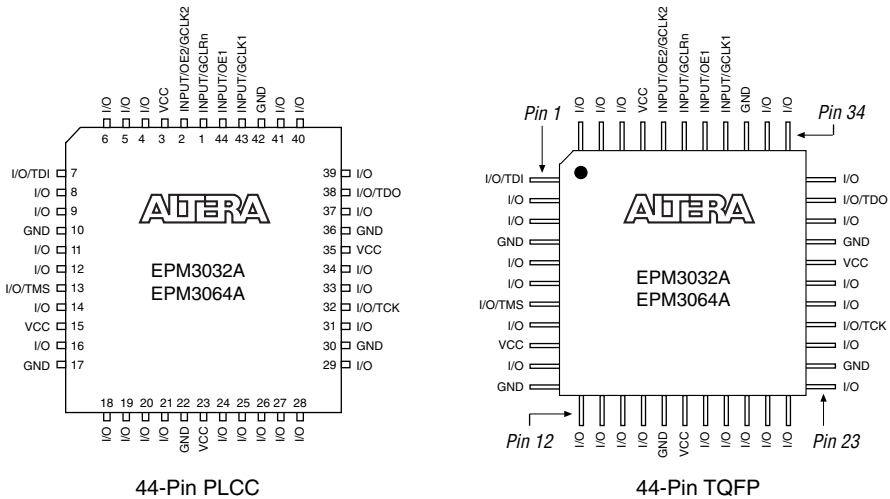 I/O
I/O
I/O
VCC
INPUT/OE2/GCLK2
INPUT/GCLRn
INPUT/OE1
INPUT/GCLK1
GND
I/O
I/O
6 5 4 3 2 1 44 43 42 41 40
I/O/TDI 7
I/O 8
I/O 9
GND 10
I/O 11
I/O 12
I/O/TMS 13
I/O 14
VCC 15
I/O 16
GND 17
ALTERA
EPM3032A
EPM3064A
39 I/O
38 I/O/TDO
37 I/O
36 GND
35 VCC
34 I/O
33 I/O
32 I/O/TCK
31 I/O
30 GND
29 I/O
18 19 20 21 22 23 24 25 26 27 28
I/O
I/O
I/O
I/O
GND
VCC
I/O
I/O
I/O
I/O
I/O
44-Pin PLCC
I/O
I/O
I/O
VCC
INPUT/OE2/GCLK2
INPUT/GCLRn
INPUT/OE1
INPUT/GCLK1
GND
I/O
I/O
Pin 1
Pin 34
I/O/TDI
I/O
I/O
GND
I/O
I/O
I/O/TMS
I/O
VCC
I/O
GND
ALTERA
EPM3032A
EPM3064A
I/O
I/O/TDO
I/O
GND
VCC
I/O
I/O
I/O/TCK
I/O
GND
I/O
Pin 12
Pin 23
I/O
I/O
I/O
I/O
GND
VCC
I/O
I/O
I/O
I/O
I/O
44-Pin TQFP